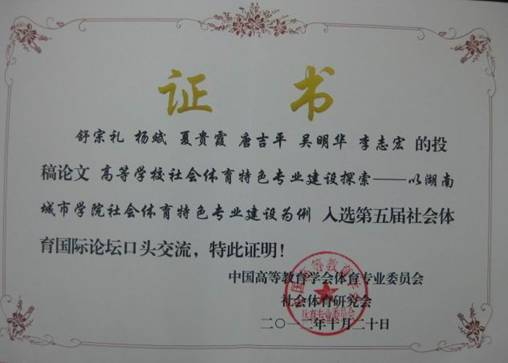 证书
舒宗礼 杨斌 夏贵霞 唐吉平 吴明华 李志宏 的投
稿论文 高等学校社会体育特色专业建设探索——以湖南
城市学院社会体育特色专业建设为例 入选第五届社会体
育国际论坛口头交流，特此证明！
中国高等教育学会体育专业委员会
社会体育研究会
二〇一二年十月二十日